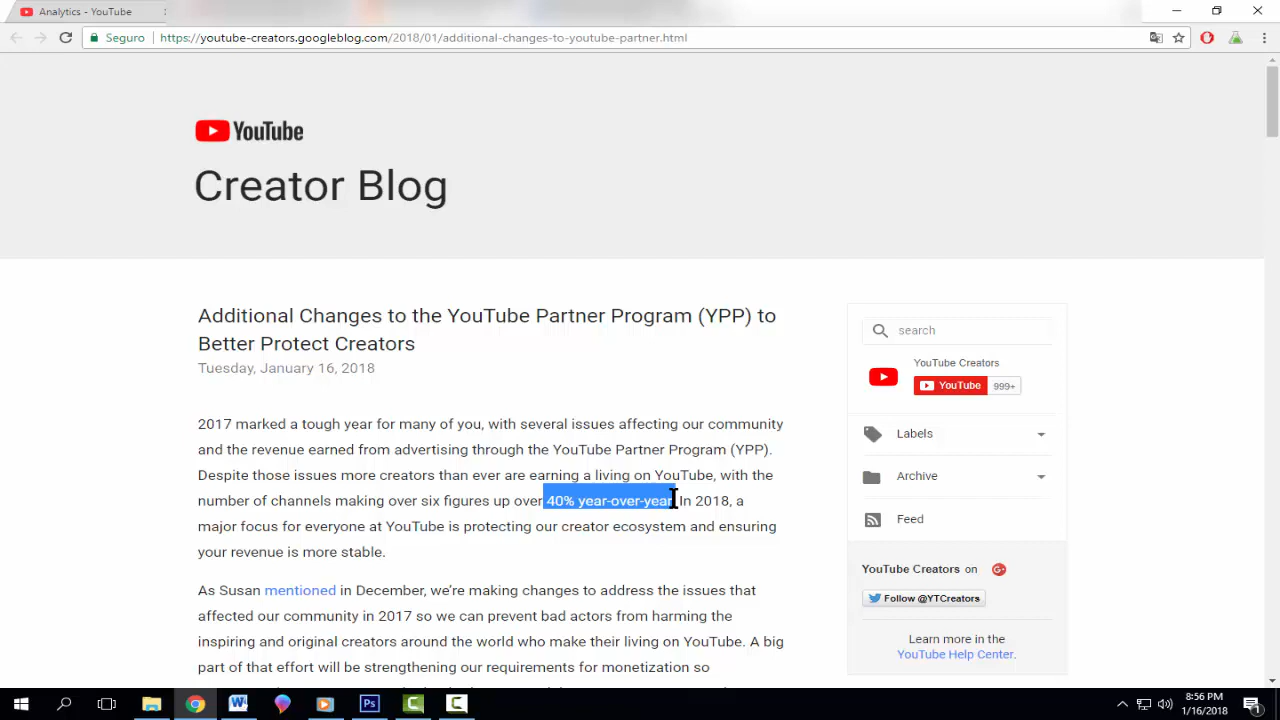 Analytics - YouTube
Seguro
https://youtube-creators.googleblog.com/2018/01/additional-changes-to-youtube-partner.html
YouTube
Creator Blog
Additional Changes to the YouTube Partner Program (YPP) to
Better Protect Creators
Tuesday, January 16, 2018
2017 marked a tough year for many of you, with several issues affecting our community
and the revenue earned from advertising through the YouTube Partner Program (YPP).
Despite those issues more creators than ever are earning a living on YouTube, with the
number of channels making over six figures up over 40% year-over-year. In 2018, a
major focus for everyone at YouTube is protecting our creator ecosystem and ensuring
your revenue is more stable.
As Susan mentioned in December, we're making changes to address the issues that
affected our community in 2017 so we can prevent bad actors from harming the
inspiring and original creators around the world who make their living on YouTube. A big
part of that effort will be strengthening our requirements for monetization so
search
YouTube Creators
YouTube 999+
Labels
Archive
Feed
YouTube Creators on
Follow @YTCreators
Learn more in the
YouTube Help Center.
W
Ps
C
C
8:56 PM
1/16/2018
1